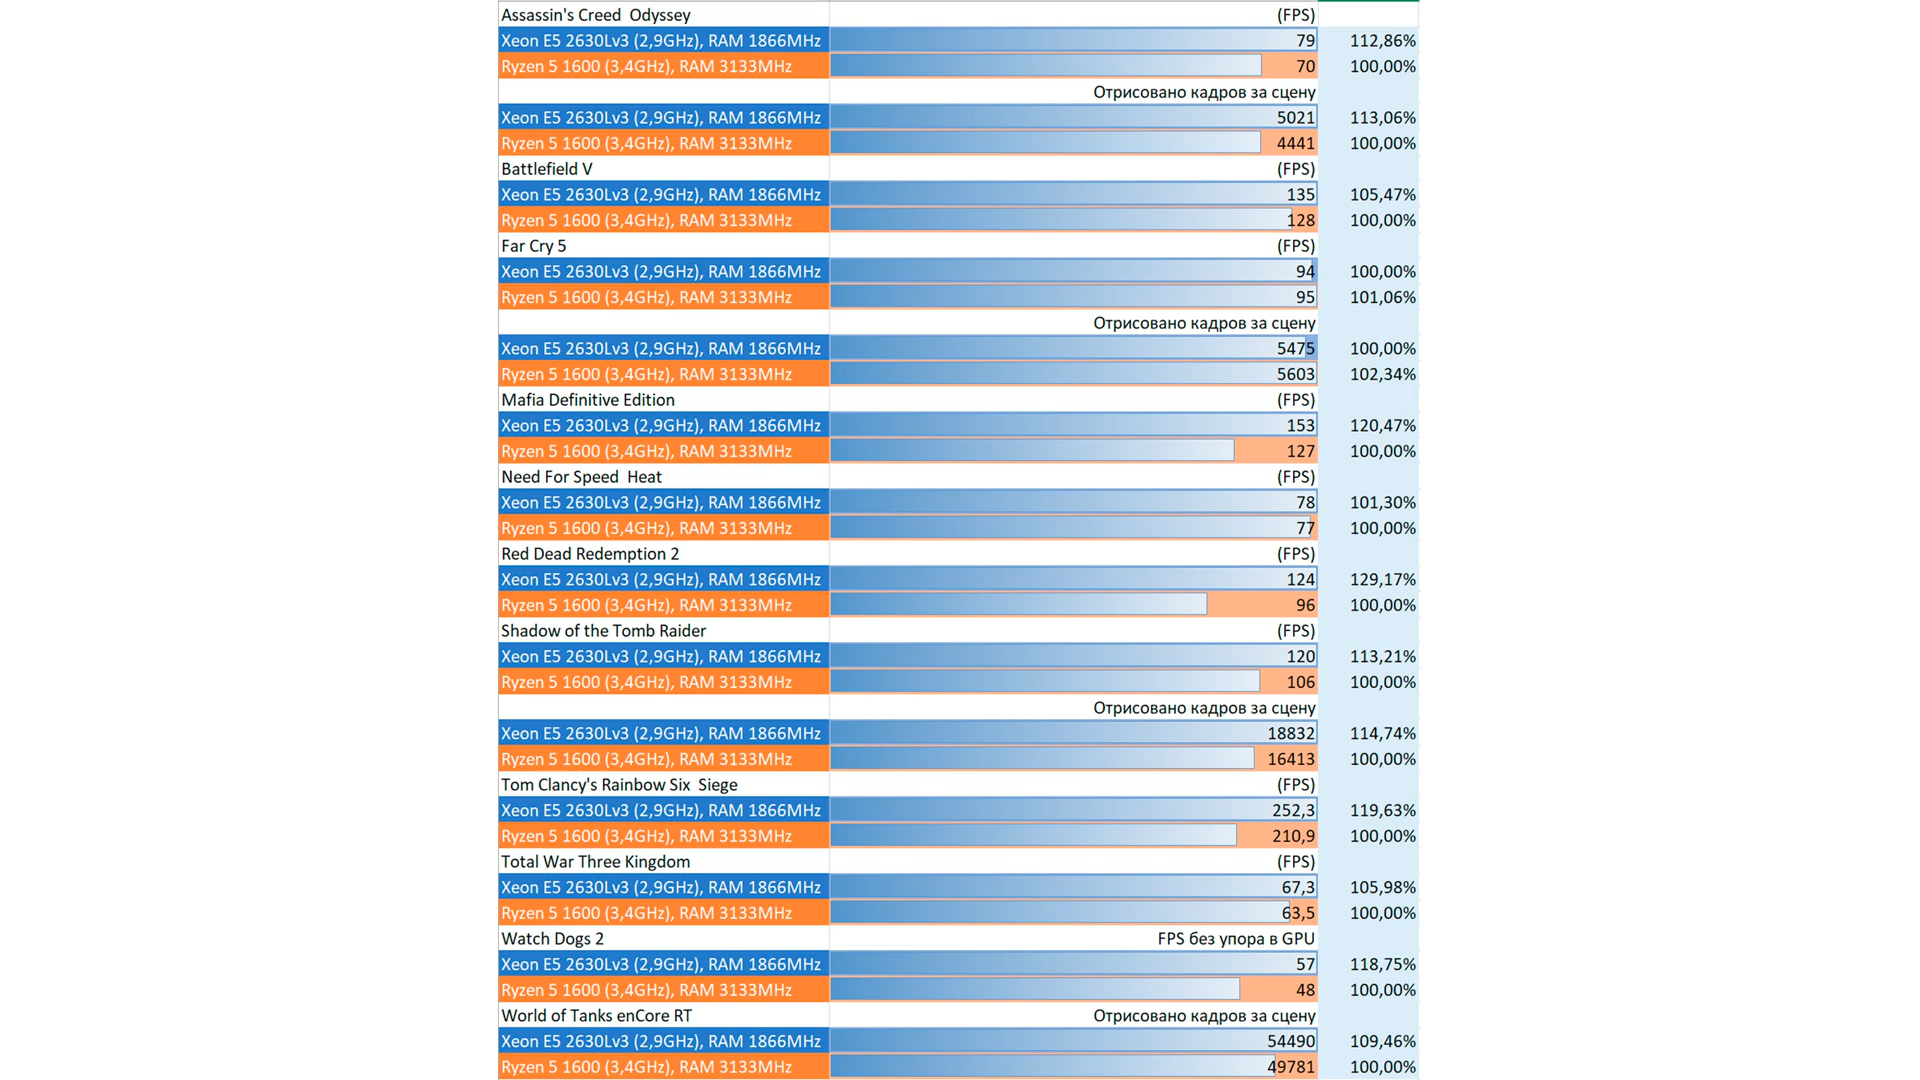 Assassin's Creed  Odyssey (FPS)
Xeon E5 2630Lv3 (2,9GHz), RAM 1866MHz 79 112,86%
Ryzen 5 1600 (3,4GHz), RAM 3133MHz 70 100,00%
Отрисовано кадров за сцену
Xeon E5 2630Lv3 (2,9GHz), RAM 1866MHz 5021 113,06%
Ryzen 5 1600 (3,4GHz), RAM 3133MHz 4441 100,00%
Battlefield V (FPS)
Xeon E5 2630Lv3 (2,9GHz), RAM 1866MHz 135 105,47%
Ryzen 5 1600 (3,4GHz), RAM 3133MHz 128 100,00%
Far Cry 5 (FPS)
Xeon E5 2630Lv3 (2,9GHz), RAM 1866MHz 94 100,00%
Ryzen 5 1600 (3,4GHz), RAM 3133MHz 95 101,06%
Отрисовано кадров за сцену
Xeon E5 2630Lv3 (2,9GHz), RAM 1866MHz 5475 100,00%
Ryzen 5 1600 (3,4GHz), RAM 3133MHz 5603 102,34%
Mafia Definitive Edition (FPS)
Xeon E5 2630Lv3 (2,9GHz), RAM 1866MHz 153 120,47%
Ryzen 5 1600 (3,4GHz), RAM 3133MHz 127 100,00%
Need For Speed  Heat (FPS)
Xeon E5 2630Lv3 (2,9GHz), RAM 1866MHz 78 101,30%
Ryzen 5 1600 (3,4GHz), RAM 3133MHz 77 100,00%
Red Dead Redemption 2 (FPS)
Xeon E5 2630Lv3 (2,9GHz), RAM 1866MHz 124 129,17%
Ryzen 5 1600 (3,4GHz), RAM 3133MHz 96 100,00%
Shadow of the Tomb Raider (FPS)
Xeon E5 2630Lv3 (2,9GHz), RAM 1866MHz 120 113,21%
Ryzen 5 1600 (3,4GHz), RAM 3133MHz 106 100,00%
Отрисовано кадров за сцену
Xeon E5 2630Lv3 (2,9GHz), RAM 1866MHz 18832 114,74%
Ryzen 5 1600 (3,4GHz), RAM 3133MHz 16413 100,00%
Tom Clancy's Rainbow Six  Siege (FPS)
Xeon E5 2630Lv3 (2,9GHz), RAM 1866MHz 252,3 119,63%
Ryzen 5 1600 (3,4GHz), RAM 3133MHz 210,9 100,00%
Total War Three Kingdom (FPS)
Xeon E5 2630Lv3 (2,9GHz), RAM 1866MHz 67,3 105,98%
Ryzen 5 1600 (3,4GHz), RAM 3133MHz 63,5 100,00%
Watch Dogs 2 FPS без упора в GPU
Xeon E5 2630Lv3 (2,9GHz), RAM 1866MHz 57 118,75%
Ryzen 5 1600 (3,4GHz), RAM 3133MHz 48 100,00%
World of Tanks enCore RT Отрисовано кадров за сцену
Xeon E5 2630Lv3 (2,9GHz), RAM 1866MHz 54490 109,46%
Ryzen 5 1600 (3,4GHz), RAM 3133MHz 49781 100,00%